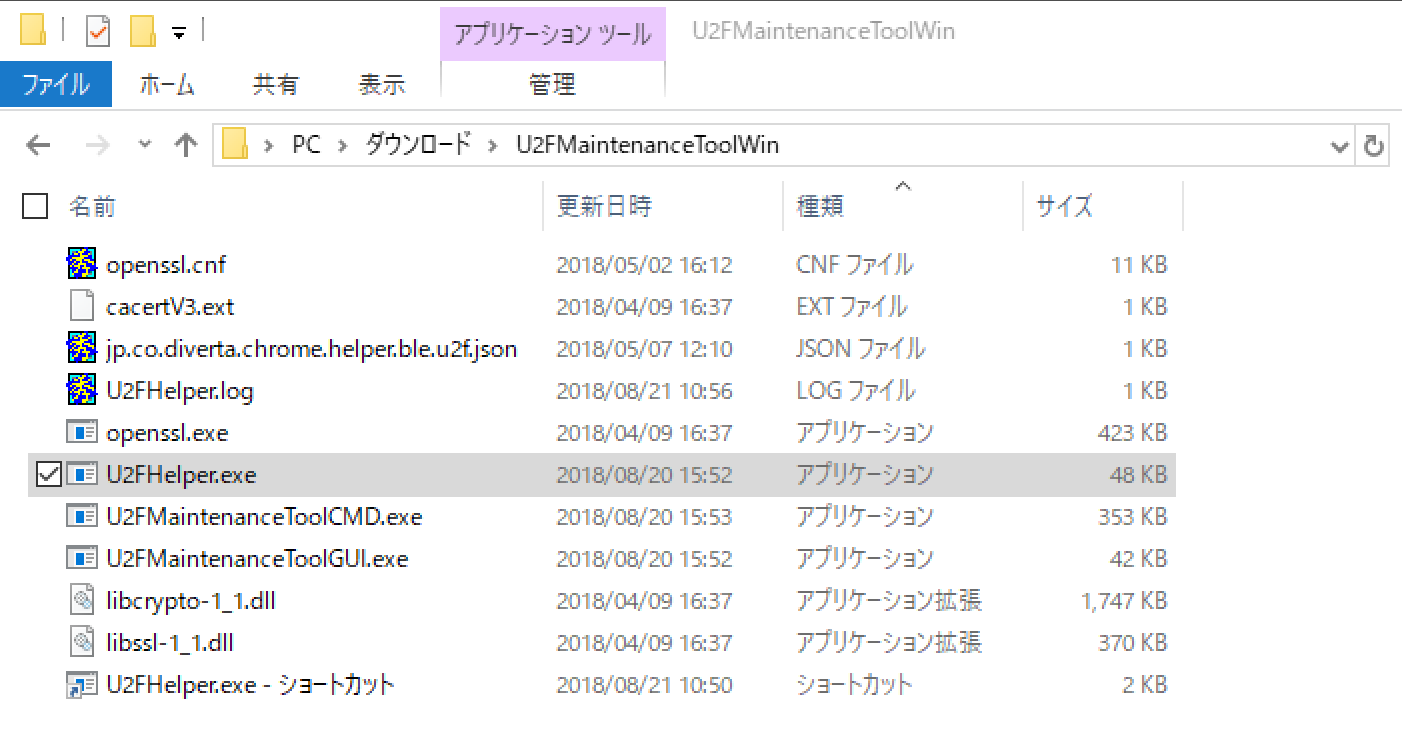 アプリケーション ツール U2FMaintenanceToolWin
ファイル ホーム 共有 表示 管理
PC ダウンロード U2FMaintenanceToolWin
名前 更新日時 種類 サイズ
openssl.cnf 2018/05/02 16:12 CNF ファイル 11 KB
cacertV3.ext 2018/04/09 16:37 EXT ファイル 1 KB
jp.co.diverta.chrome.helper.ble.u2f.json 2018/05/07 12:10 JSON ファイル 1 KB
U2FHelper.log 2018/08/21 10:56 LOG ファイル 1 KB
openssl.exe 2018/04/09 16:37 アプリケーション 423 KB
U2FHelper.exe 2018/08/20 15:52 アプリケーション 48 KB
U2FMaintenanceToolCMD.exe 2018/08/20 15:53 アプリケーション 353 KB
U2FMaintenanceToolGUI.exe 2018/08/20 15:52 アプリケーション 42 KB
libcrypto-1_1.dll 2018/04/09 16:37 アプリケーション拡張 1,747 KB
libssl-1_1.dll 2018/04/09 16:37 アプリケーション拡張 370 KB
U2FHelper.exe - ショートカット 2018/08/21 10:50 ショートカット 2 KB